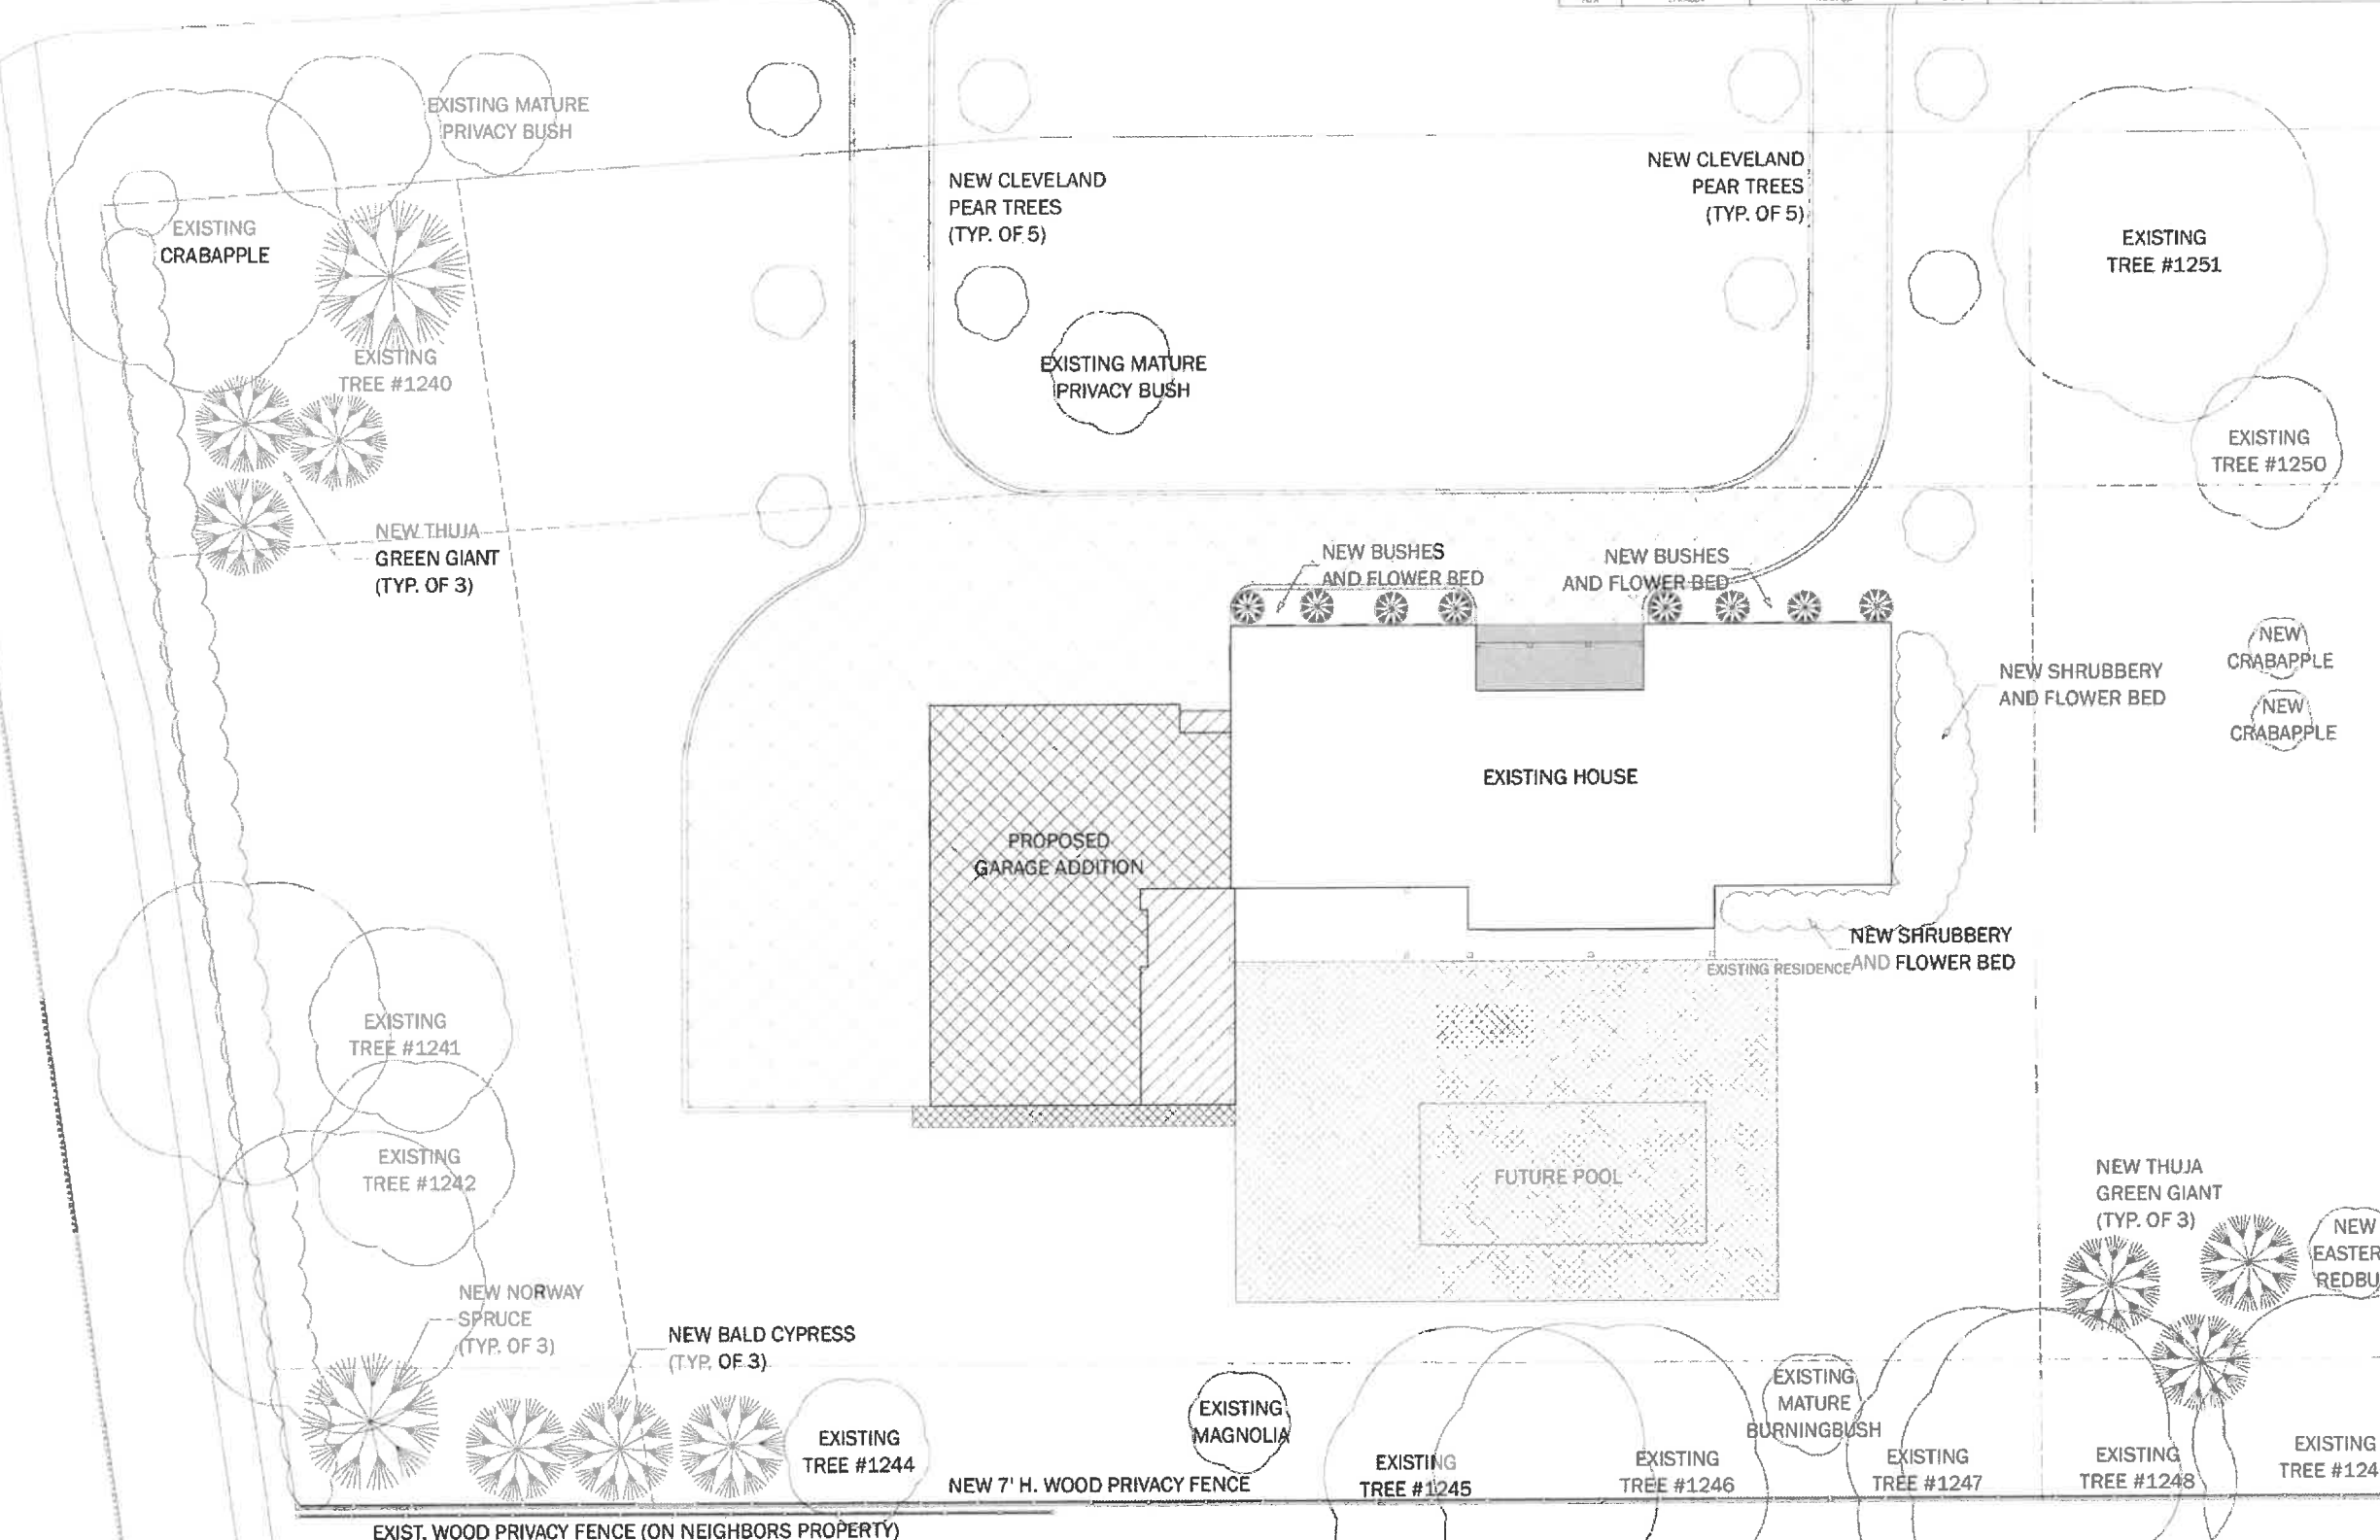 EXISTING MATURE
PRIVACY BUSH
EXISTING
CRABAPPLE
EXISTING
TREE #1240
NEW THUJA
GREEN GIANT
(TYP. OF 3)
NEW CLEVELAND
PEAR TREES
(TYP. OF 5)
EXISTING MATURE
PRIVACY BUSH
NEW CLEVELAND
PEAR TREES
(TYP. OF 5)
EXISTING
TREE #1251
EXISTING
TREE #1250
NEW BUSHES
AND FLOWER BED
NEW BUSHES
AND FLOWER BED
NEW
CRABAPPLE
NEW
CRABAPPLE
NEW SHRUBBERY
AND FLOWER BED
EXISTING HOUSE
PROPOSED
GARAGE ADDITION
NEW SHRUBBERY
AND FLOWER BED
EXISTING RESIDENCE
EXISTING
TREE #1241
EXISTING
TREE #1242
FUTURE POOL
NEW THUJA
GREEN GIANT
(TYP. OF 3)
NEW
EASTER
REDBU
NEW NORWAY
SPRUCE
(TYP. OF 3)
NEW BALD CYPRESS
(TYP. OF 3)
EXISTING
TREE #1244
EXISTING
MAGNOLIA
EXISTING
MATURE
BURNINGBUSH
EXISTING
TREE #1245
EXISTING
TREE #1246
EXISTING
TREE #1247
EXISTING
TREE #1248
EXISTING
TREE #124
NEW 7' H. WOOD PRIVACY FENCE
EXIST. WOOD PRIVACY FENCE (ON NEIGHBORS PROPERTY)